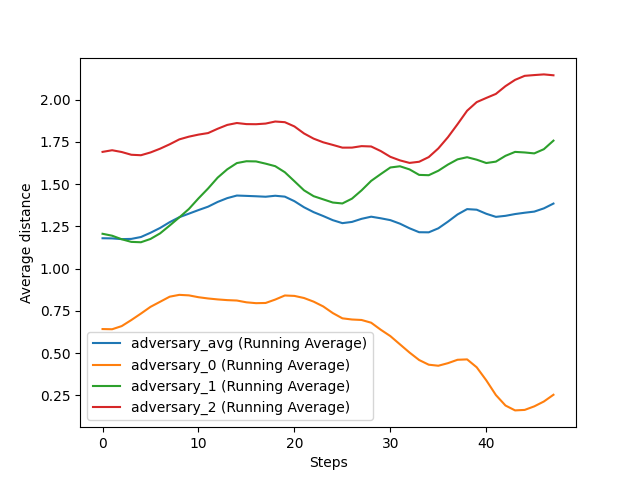 2.00
1.75
1.50
1.25
1.00
0.75
0.50
0.25
Average distance
adversary_avg (Running Average)
adversary_0 (Running Average)
adversary_1 (Running Average)
adversary_2 (Running Average)
0 10 20 30 40
Steps